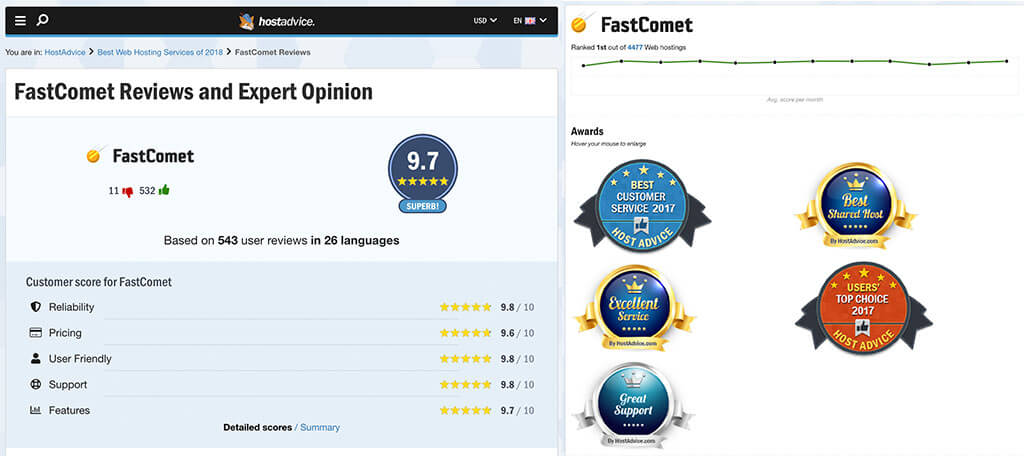 hostadvice.
USD
EN
You are in: HostAdvice > Best Web Hosting Services of 2018 > FastComet Reviews
FastComet Reviews and Expert Opinion
FastComet
11 532
9.7
SUPERB!
Based on 543 user reviews in 26 languages
Customer score for FastComet
Reliability 9.8 / 10
Pricing 9.6 / 10
User Friendly 9.8 / 10
Support 9.8 / 10
Features 9.7 / 10
Detailed scores / Summary
FastComet
Ranked 1st out of 4477 Web hostings
Avg. score per month
Awards
Hover your mouse to enlarge
BEST
CUSTOMER
SERVICE 2017
HOST ADVICE
Best
Shared Host
By HostAdvice.com
Excellent
Service
By HostAdvice.com
USERS'
TOP CHOICE
2017
HOST ADVICE
Great
Support
By HostAdvice.com